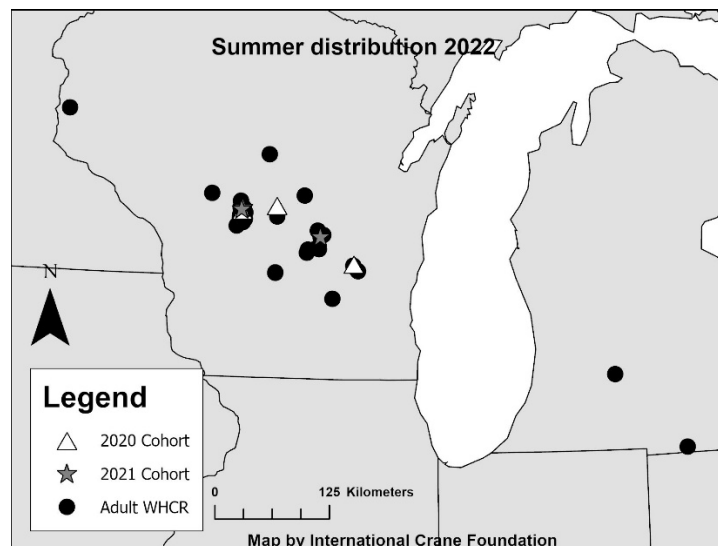 Summer distribution 2022
N
Legend
2020 Cohort
2021 Cohort
Adult WHCR
0 125 Kilometers
Map by International Crane Foundation